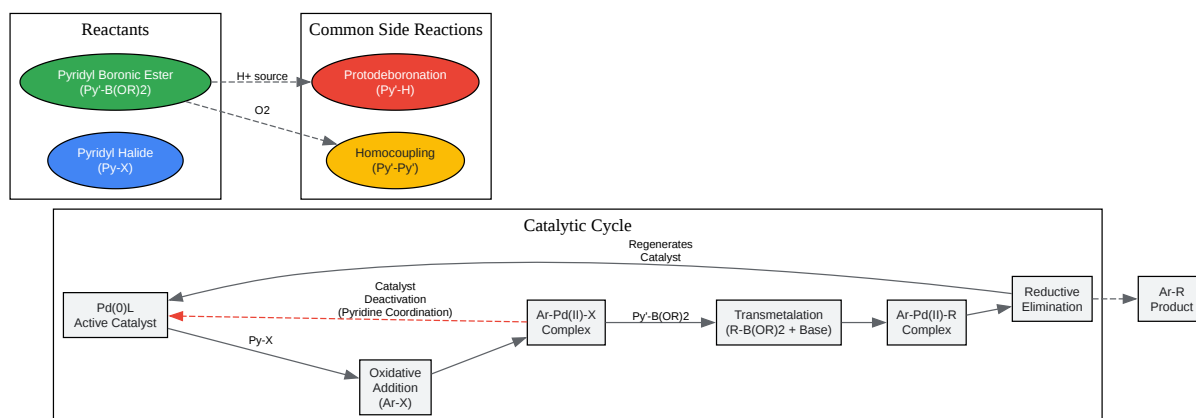 Reactants
Pyridyl Boronic Ester
(Py'-B(OR)2)
Pyridyl Halide
(Py-X)
H+ source
O2
Common Side Reactions
Protodeboronation
(Py'-H)
Homocoupling
(Py'-Py')
Catalytic Cycle
Regenerates
Catalyst
Pd(0)L
Active Catalyst
Catalyst
Deactivation
(Pyridine Coordination)
Py-X
Oxidative
Addition
(Ar-X)
Ar-Pd(II)-X
Complex
Py'-B(OR)2
Transmetalation
(R-B(OR)2 + Base)
Ar-Pd(II)-R
Complex
Reductive
Elimination
Ar-R
Product